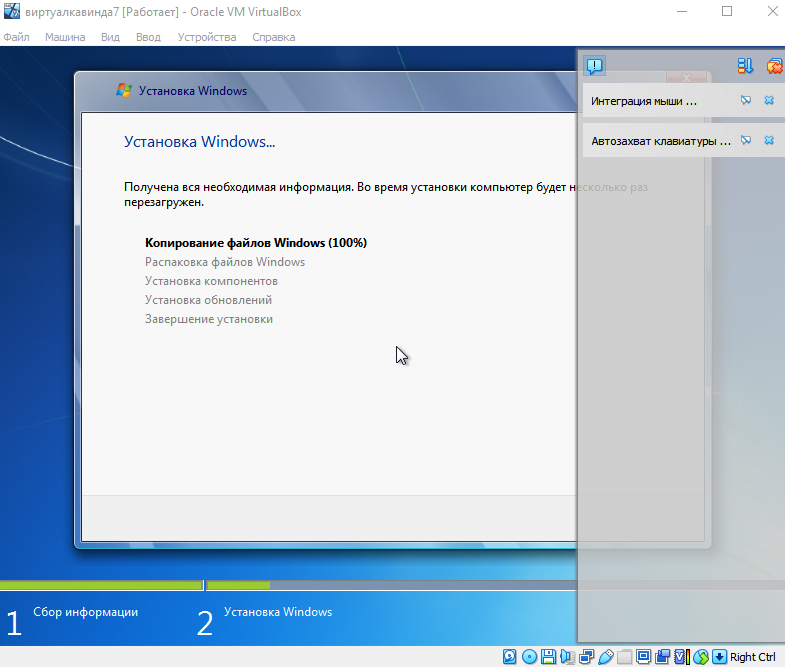 виртуалкавинда7 [Работает] - Oracle VM VirtualBox
Файл Машина Вид Ввод Устройства Справка
Установка Windows
Интеграция мыши ...
Автозахват клавиатуры ...
Установка Windows...
Получена вся необходимая информация. Во время установки компьютер будет несколько раз
перезагружен.
Копирование файлов Windows (100%)
Распаковка файлов Windows
Установка компонентов
Установка обновлений
Завершение установки
1 Сбор информации
2 Установка Windows
Right Ctrl